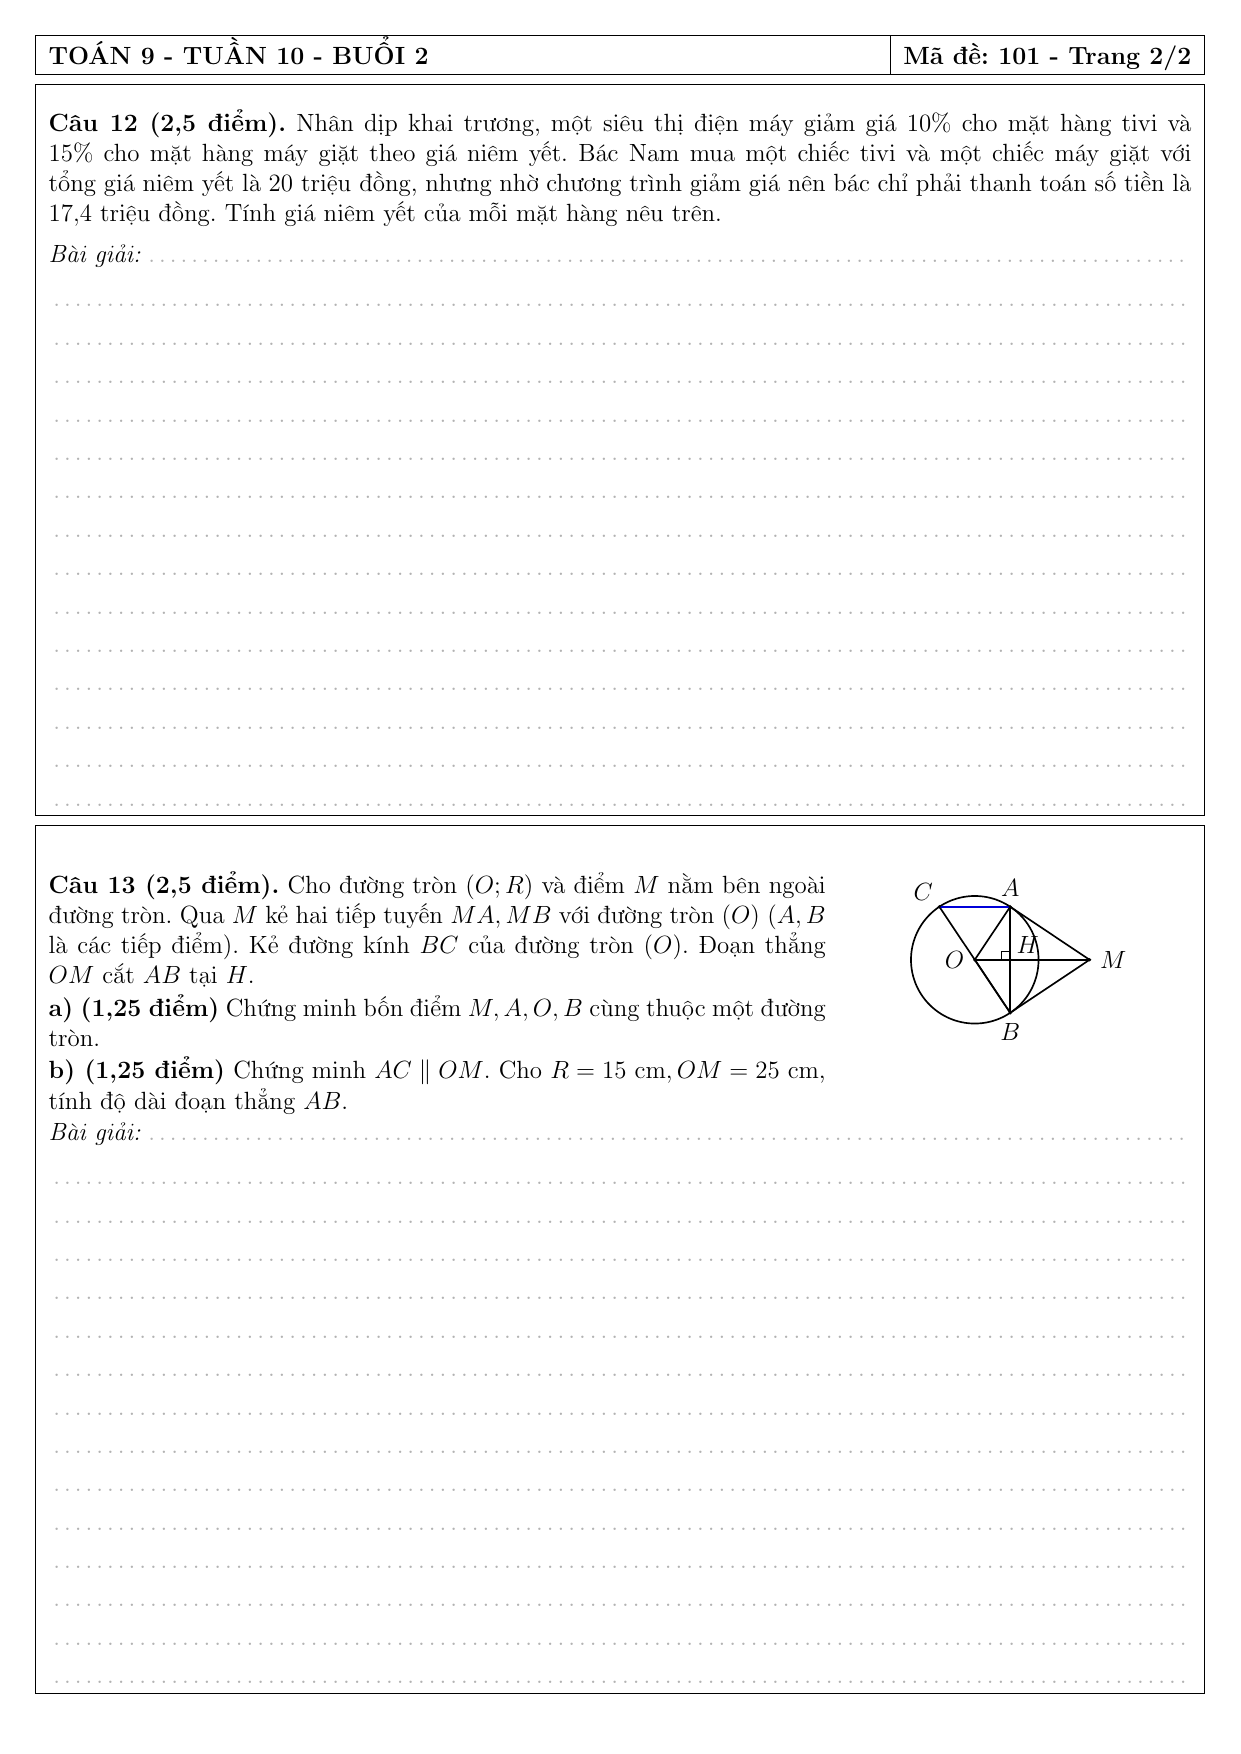 TOÁN 9 - TUẦN 10 - BUỔI 2
Mã đề: 101 - Trang 2/2
Câu 12 (2,5 điểm). Nhân dịp khai trương, một siêu thị điện máy giảm giá 10% cho mặt hàng tivi và
15% cho mặt hàng máy giặt theo giá niêm yết. Bác Nam mua một chiếc tivi và một chiếc máy giặt với
tổng giá niêm yết là 20 triệu đồng, nhưng nhờ chương trình giảm giá nên bác chỉ phải thanh toán số tiền là
17,4 triệu đồng. Tính giá niêm yết của mỗi mặt hàng nêu trên.
Bài giải:
Câu 13 (2,5 điểm). Cho đường tròn (O; R) và điểm M nằm bên ngoài
đường tròn. Qua M kẻ hai tiếp tuyến MA, MB với đường tròn (O) (A, B
là các tiếp điểm). Kẻ đường kính BC của đường tròn (O). Đoạn thẳng
OM cắt AB tại H.
a) (1,25 điểm) Chứng minh bốn điểm M, A, O, B cùng thuộc một đường
tròn.
b) (1,25 điểm) Chứng minh AC ∥ OM. Cho R = 15 cm, OM = 25 cm,
tính độ dài đoạn thẳng AB.
C
A
H
O
M
B
Bài giải: